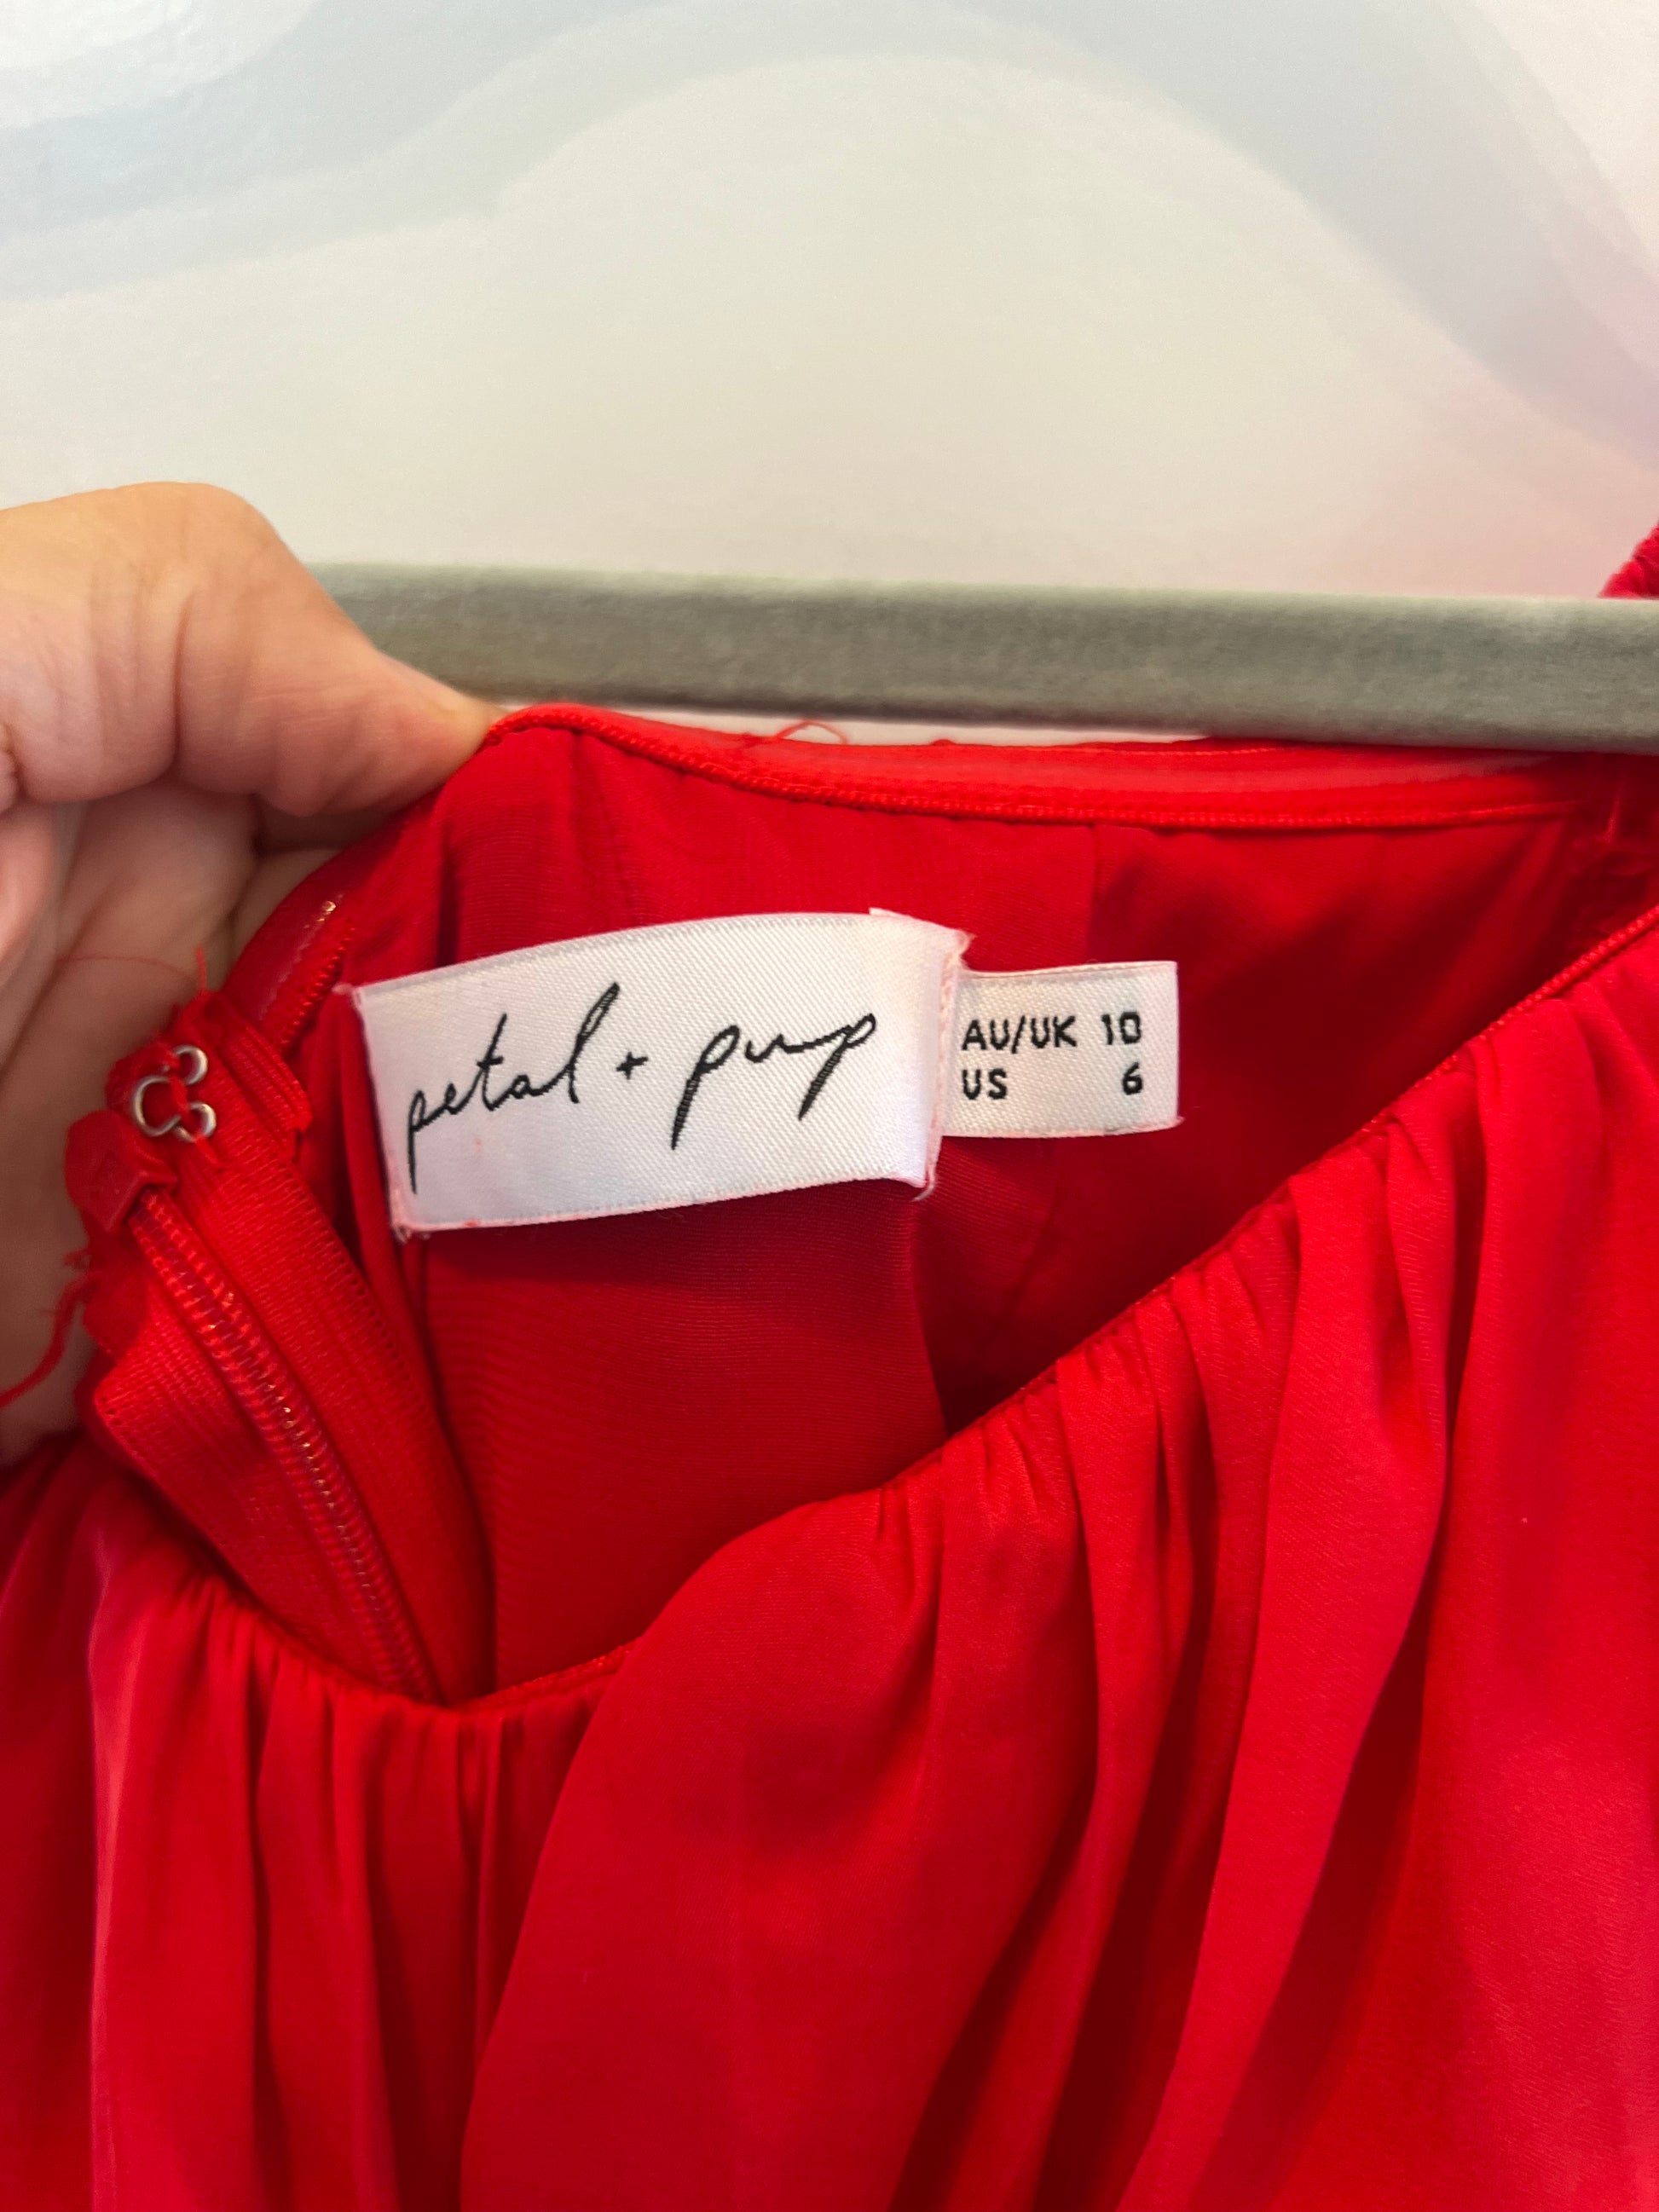 petal + pup
AU/UK 10
US 6